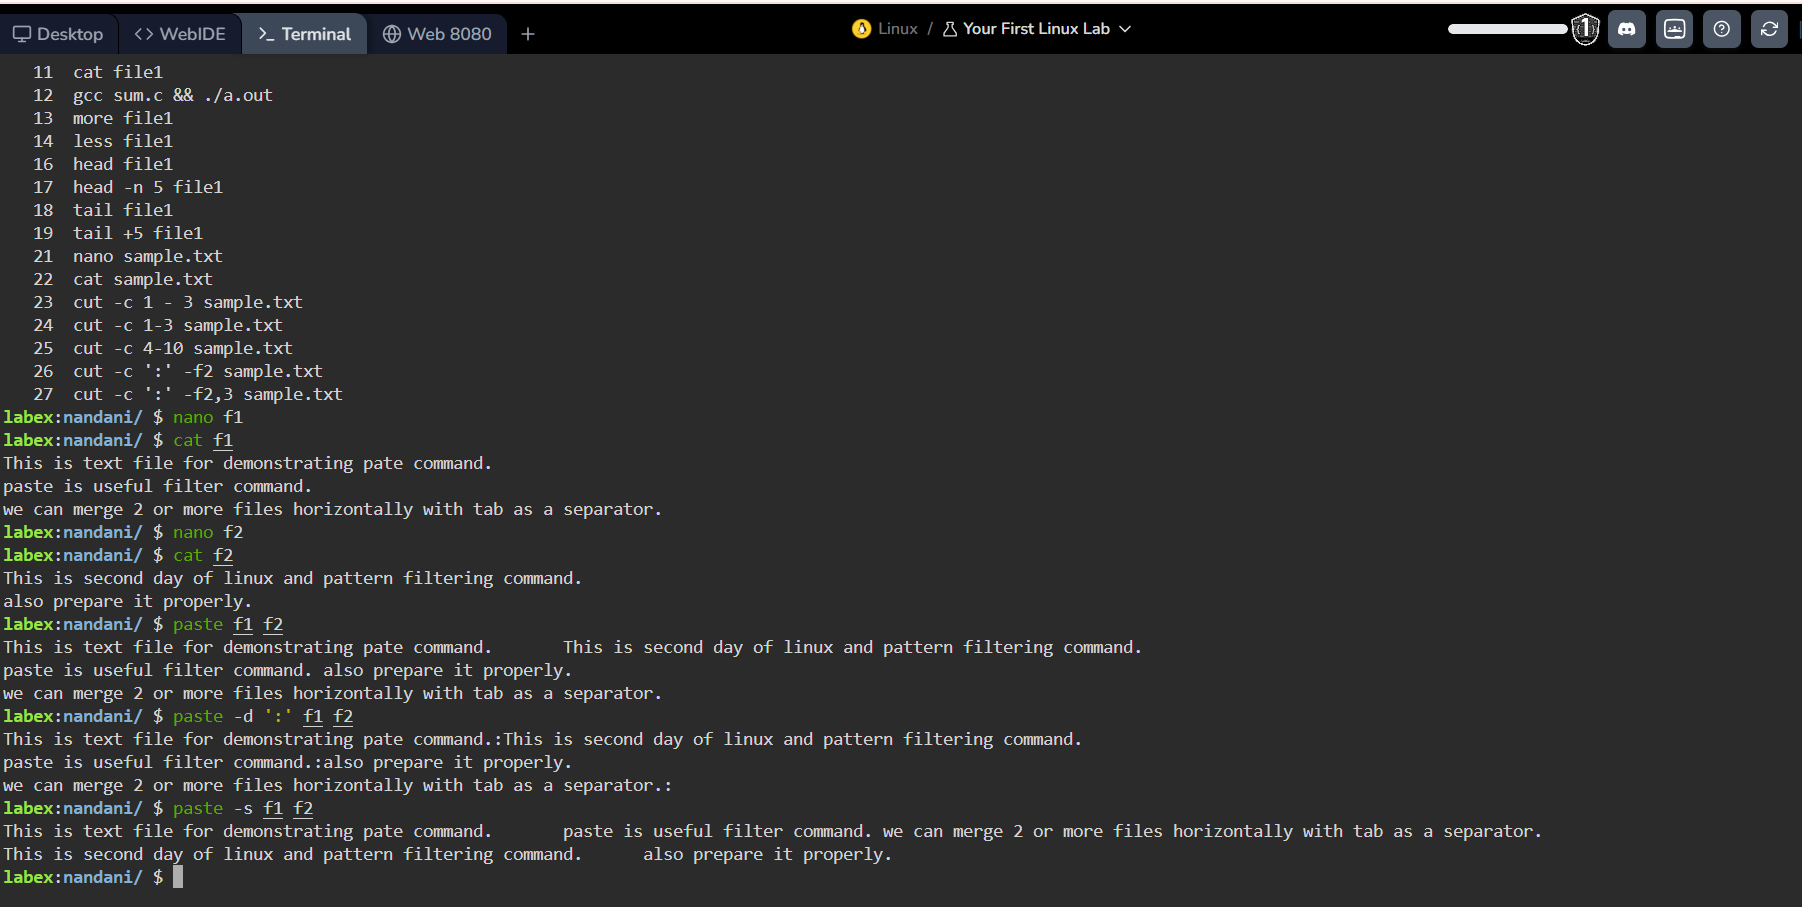 Desktop WebIDE Terminal Web 8080 + Linux / Your First Linux Lab
11 cat file1
12 gcc sum.c && ./a.out
13 more file1
14 less file1
16 head file1
17 head -n 5 file1
18 tail file1
19 tail +5 file1
21 nano sample.txt
22 cat sample.txt
23 cut -c 1 - 3 sample.txt
24 cut -c 1-3 sample.txt
25 cut -c 4-10 sample.txt
26 cut -c ':' -f2 sample.txt
27 cut -c ':' -f2,3 sample.txt
labex:nandani/ $ nano f1
labex:nandani/ $ cat f1
This is text file for demonstrating pate command.
paste is useful filter command.
we can merge 2 or more files horizontally with tab as a separator.
labex:nandani/ $ nano f2
labex:nandani/ $ cat f2
This is second day of linux and pattern filtering command.
also prepare it properly.
labex:nandani/ $ paste f1 f2
This is text file for demonstrating pate command.       This is second day of linux and pattern filtering command.
paste is useful filter command. also prepare it properly.
we can merge 2 or more files horizontally with tab as a separator.
labex:nandani/ $ paste -d ':' f1 f2
This is text file for demonstrating pate command.:This is second day of linux and pattern filtering command.
paste is useful filter command.:also prepare it properly.
we can merge 2 or more files horizontally with tab as a separator.:
labex:nandani/ $ paste -s f1 f2
This is text file for demonstrating pate command.       paste is useful filter command. we can merge 2 or more files horizontally with tab as a separator.
This is second day of linux and pattern filtering command.      also prepare it properly.
labex:nandani/ $